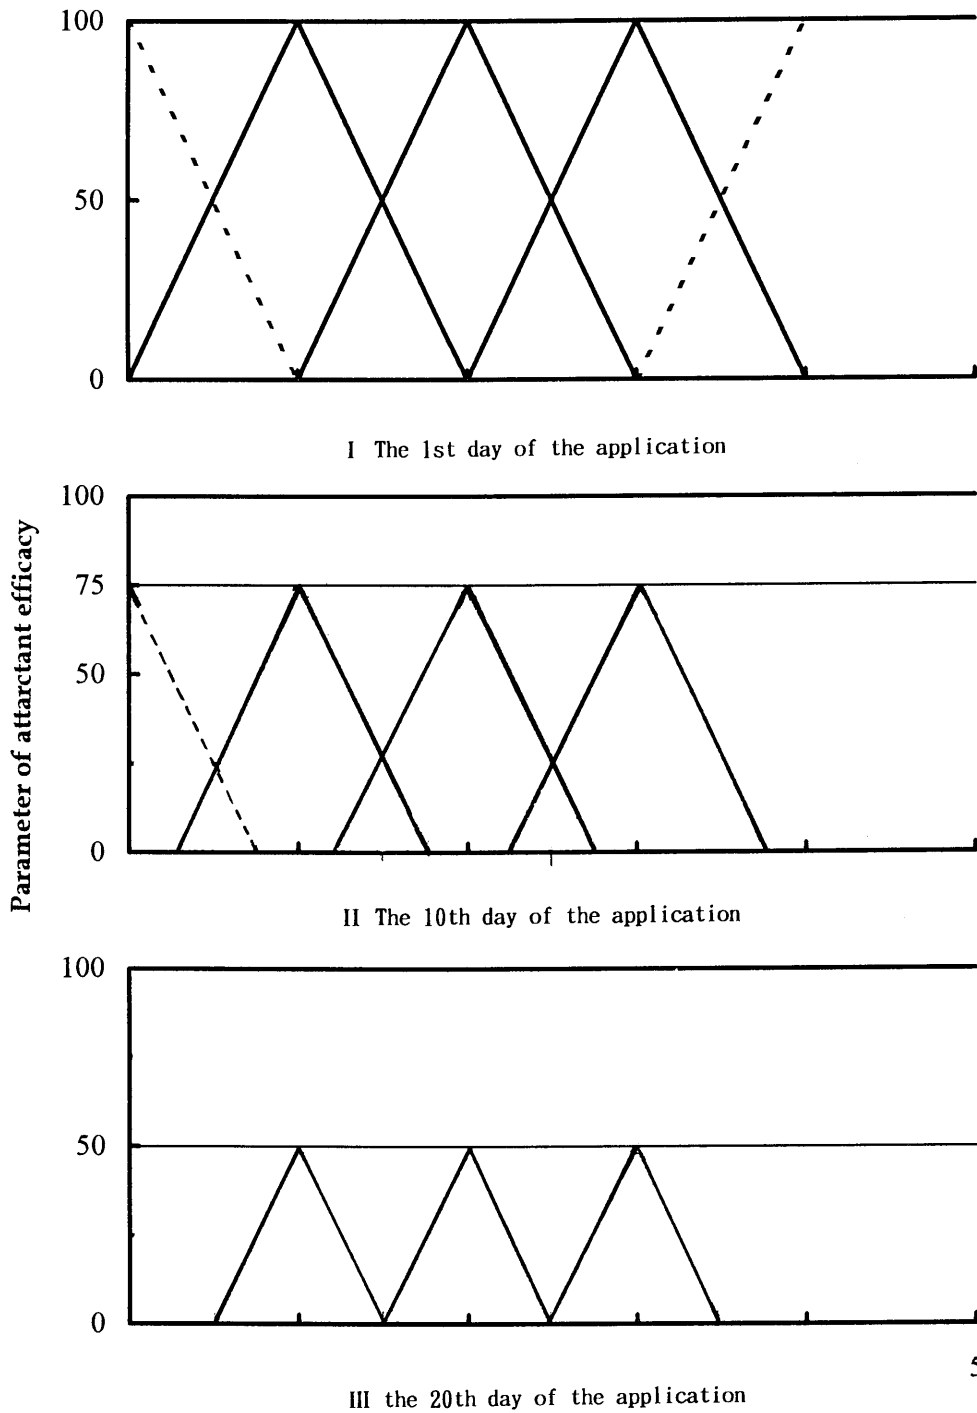 100
50
0
I The 1st day of the application
Parameter of attarctant efficacy
100
75
50
0
II The 10th day of the application
100
50
0
5
III the 20th day of the application